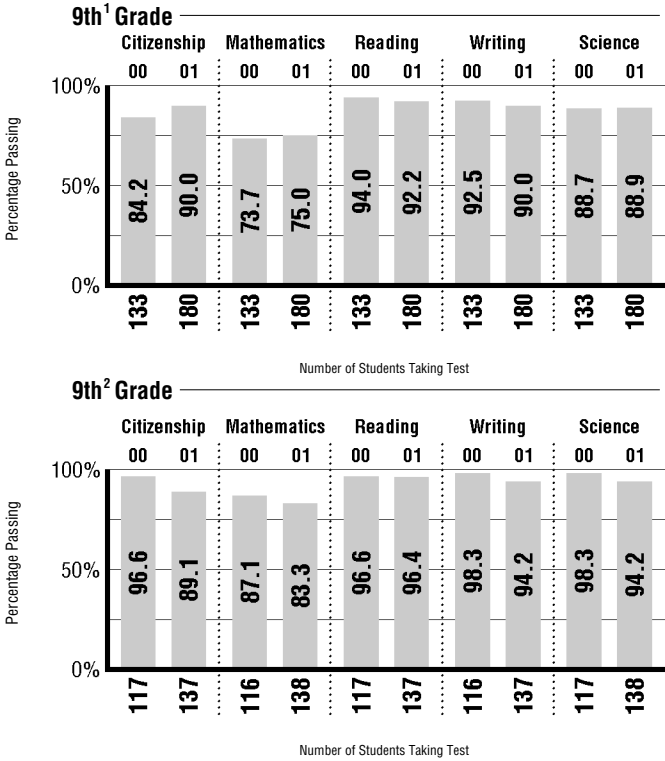 9th1 Grade
Citizenship Mathematics Reading Writing Science
00 01 00 01 00 01 00 01 00 01
100%
Percentage Passing
50%
84.2 90.0 73.7 75.0 94.0 92.2 92.5 90.0 88.7 88.9
0%
133 180 133 180 133 180 133 180 133 180
Number of Students Taking Test
9th2 Grade
Citizenship Mathematics Reading Writing Science
00 01 00 01 00 01 00 01 00 01
100%
Percentage Passing
50%
96.6 89.1 87.1 83.3 96.6 96.4 98.3 94.2 98.3 94.2
0%
117 137 116 138 117 137 116 137 117 138
Number of Students Taking Test